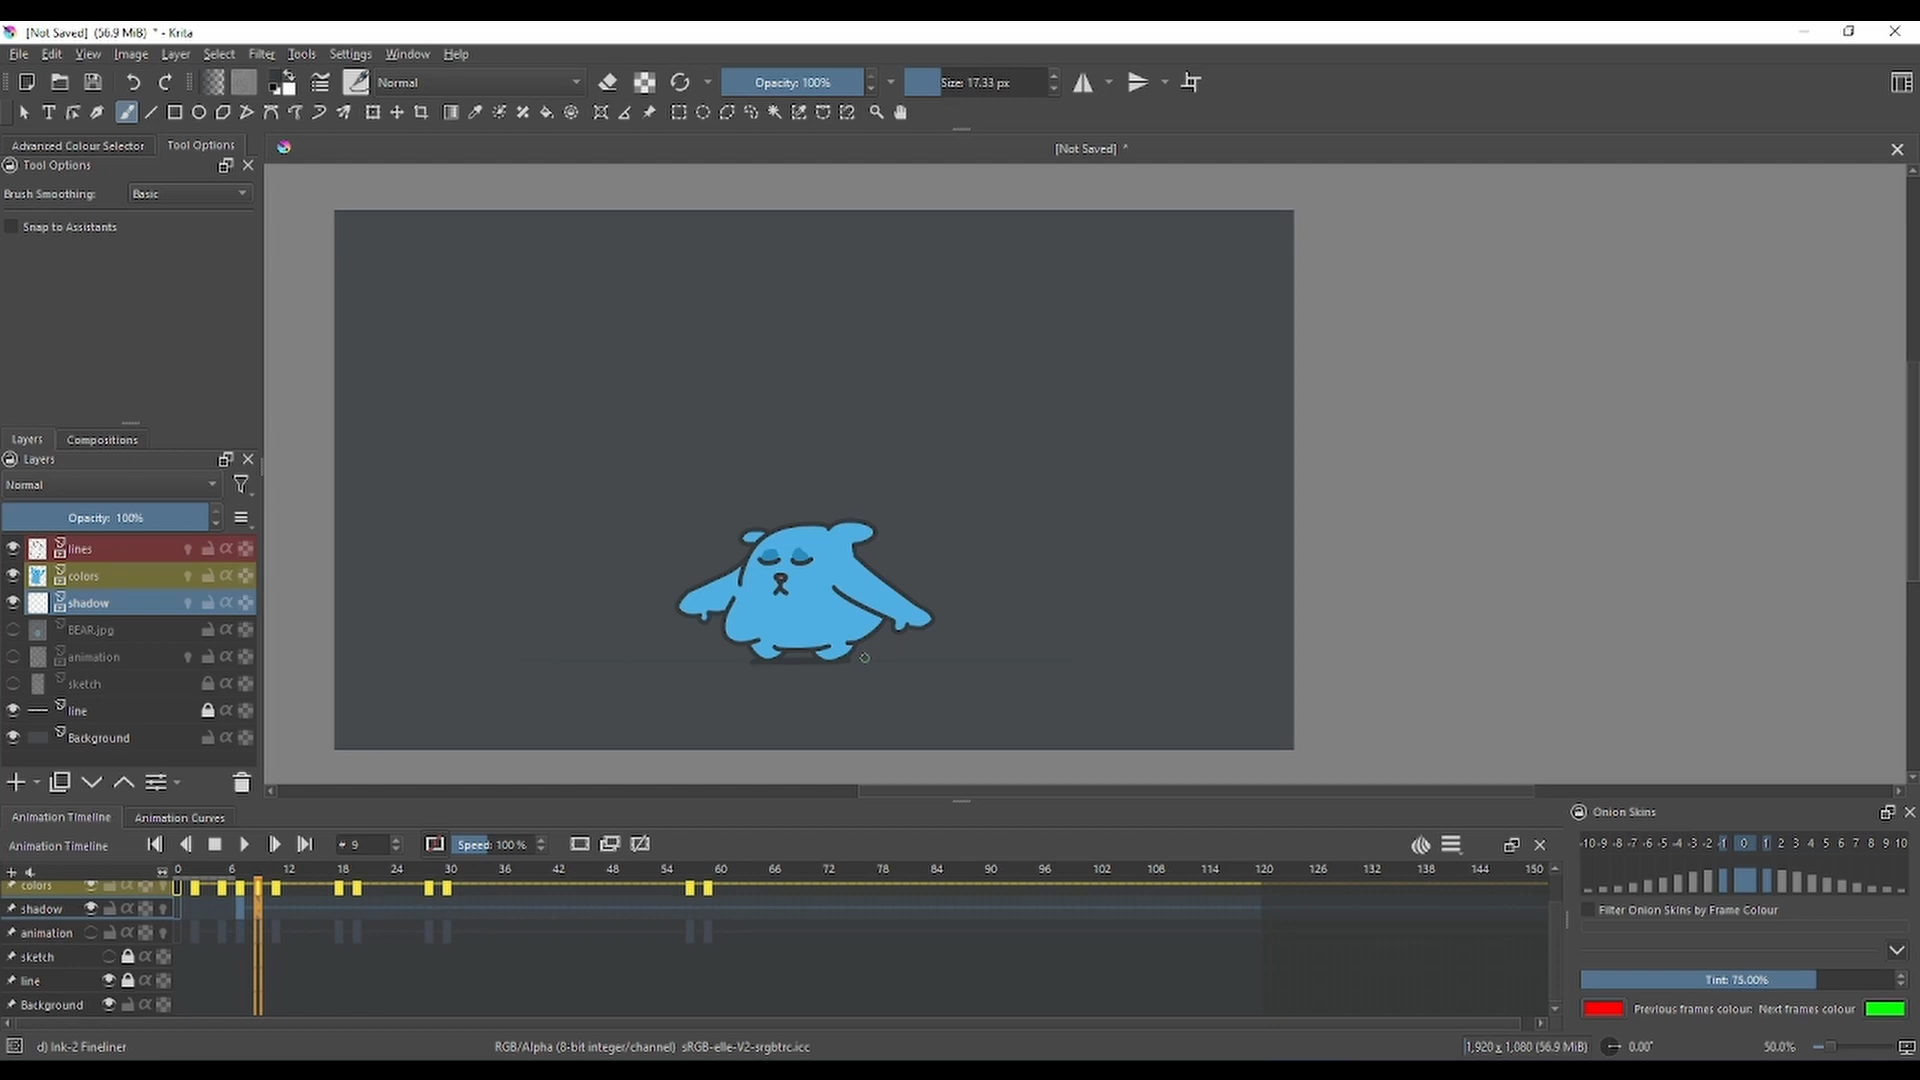 [Not Saved] (56.9 MiB) * - Krita
File Edit View Image Layer Select Filter Tools Settings Window Help
Normal
Opacity: 100%
Size: 17.33 px
Advanced Colour Selector
Tool Options
[Not Saved] *
Tool Options
Brush Smoothing:
Basic
Snap to Assistants
Layers
Compositions
Layers
Normal
Opacity: 100%
lines
colors
shadow
BEAR.jpg
animation
sketch
line
Background
Animation Timeline
Animation Curves
Onion Skins
Animation Timeline
# 9
Speed: 100 %
-10 -9 -8 -7 -6 -5 -4 -3 -2 -1 0 1 2 3 4 5 6 7 8 9 10
0 6 12 18 24 30 36 42 48 54 60 66 72 78 84 90 96 102 108 114 120 126 132 138 144 150
colors
shadow
Filter Onion Skins by Frame Colour
animation
sketch
line
Tint: 75.00%
Background
Previous frames colour: Next frames colour
d) Ink-2 Fineliner
RGB/Alpha (8-bit integer/channel) sRGB-elle-V2-srgbtrc.icc
1,920 x 1,080 (56.9 MiB)
0.00°
50.0%